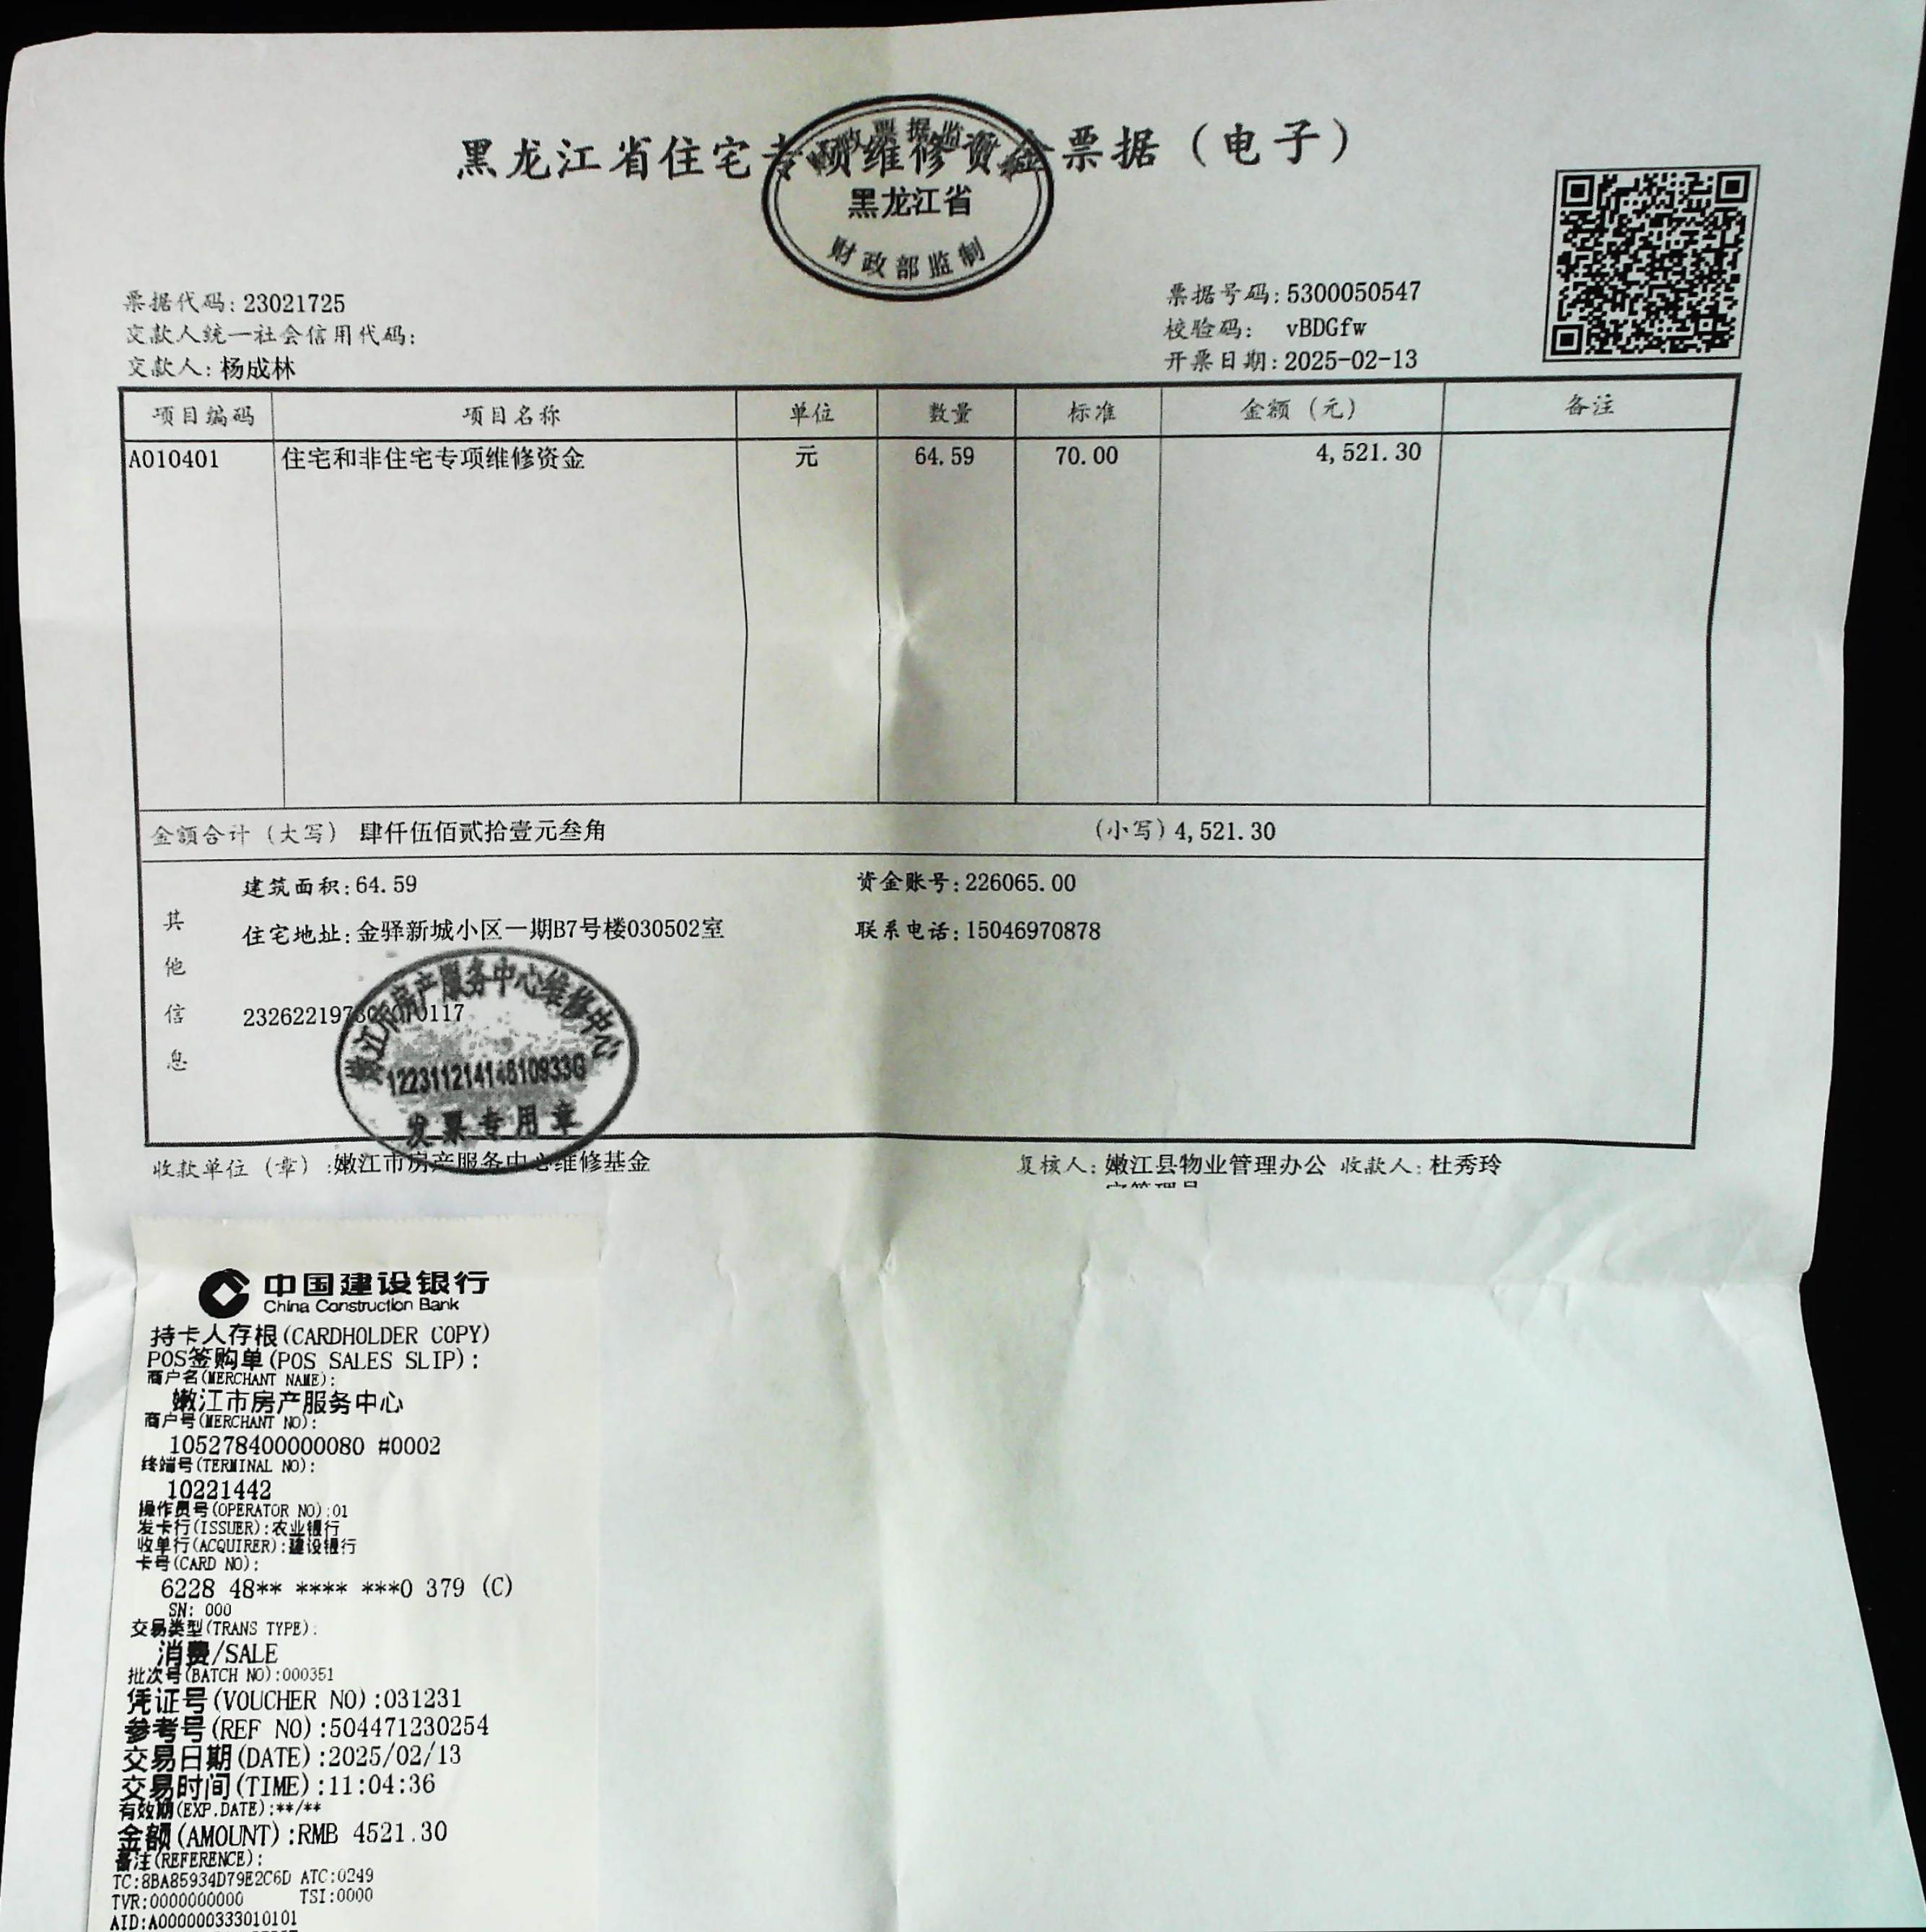 黑龙江省住宅专项维修资金票据（电子）
黑龙江省
财政部监制
票据代码：23021725
票据号码：5300050547
交款人统一社会信用代码：
校验码： vBDGfw
交款人：杨成林
开票日期：2025-02-13
项目编码 项目名称 单位 数量 标准 金额（元） 备注
A010401 住宅和非住宅专项维修资金 元 64.59 70.00 4,521.30
金额合计（大写） 肆仟伍佰贰拾壹元叁角 （小写）4,521.30
其他信息
建筑面积：64.59 资金账号：226065.00
住宅地址：金驿新城小区一期B7号楼030502室 联系电话：15046970878
嫩江市房产服务中心维修中心
发票专用章
收款单位（章）：嫩江市房产服务中心维修基金 复核人：嫩江县物业管理办公 收款人：杜秀玲
中国建设银行
China Construction Bank
持卡人存根(CARDHOLDER COPY)
POS签购单(POS SALES SLIP):
商户名(MERCHANT NAME):
嫩江市房产服务中心
商户号(MERCHANT NO):
105278400000080 #0002
终端号(TERMINAL NO):
10221442
操作员号(OPERATOR NO):01
发卡行(ISSUER):农业银行
收单行(ACQUIRER):建设银行
卡号(CARD NO):
6228 48** **** ***0 379 (C)
SN: 000
交易类型(TRANS TYPE):
消费/SALE
批次号(BATCH NO):000351
凭证号(VOUCHER NO):031231
参考号(REF NO):504471230254
交易日期(DATE):2025/02/13
交易时间(TIME):11:04:36
有效期(EXP.DATE):**/**
金额(AMOUNT):RMB 4521.30
备注(REFERENCE):
TC:8BA85934D79E2C6D ATC:0249
TVR:0000000000 TSI:0000
AID:A000000333010101